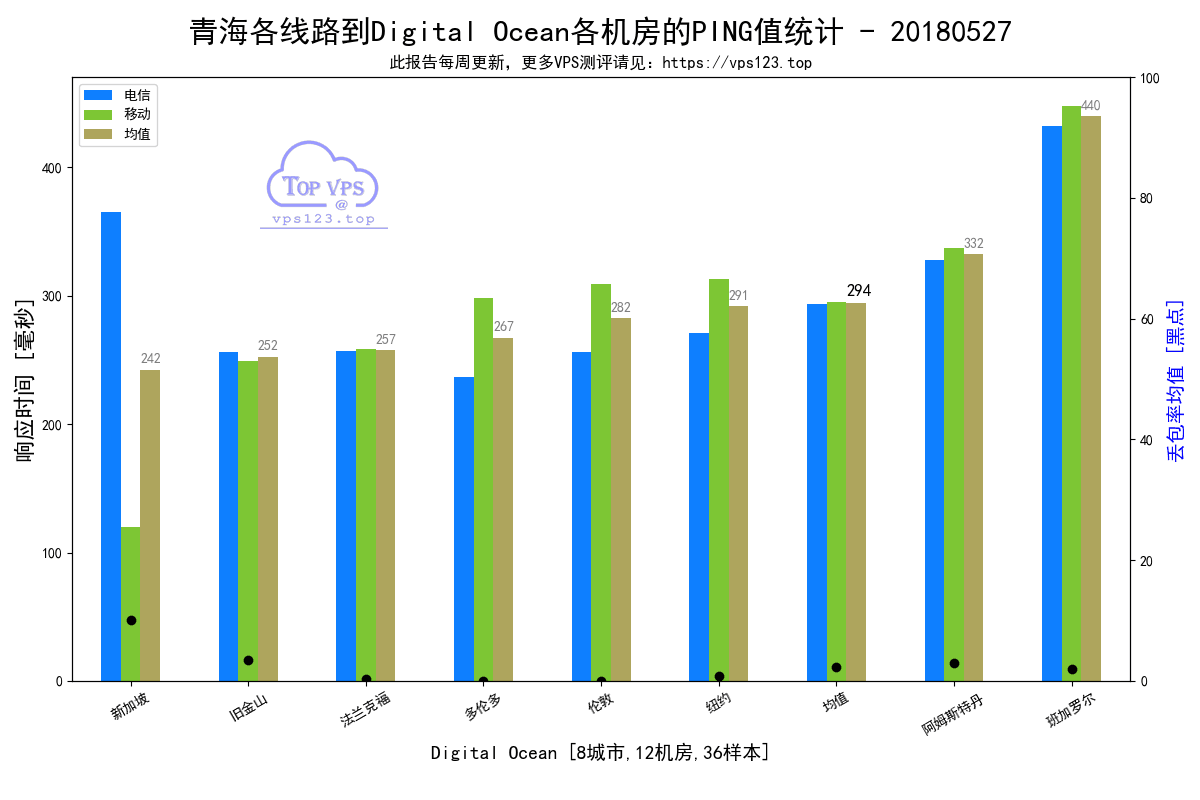 青海各线路到Digital Ocean各机房的PING值统计 - 20180527
此报告每周更新，更多VPS测评请见：https://vps123.top
电信
移动
均值
TOP VPS
@
vps123.top
响应时间 [毫秒]
400
300
200
100
0
242
252
257
267
282
291
294
332
440
100
80
60
40
20
0
丢包率均值 [黑点]
新加坡
旧金山
法兰克福
多伦多
伦敦
纽约
均值
阿姆斯特丹
班加罗尔
Digital Ocean [8城市,12机房,36样本]